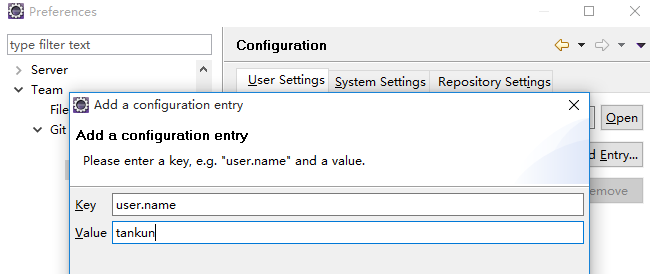 Preferences
type filter text
Configuration
Server
Team
User Settings
System Settings
Repository Settings
File
Git
Add a configuration entry
Open
Add a configuration entry
Please enter a key, e.g. "user.name" and a value.
d Entry...
emove
Key
user.name
Value
tankun